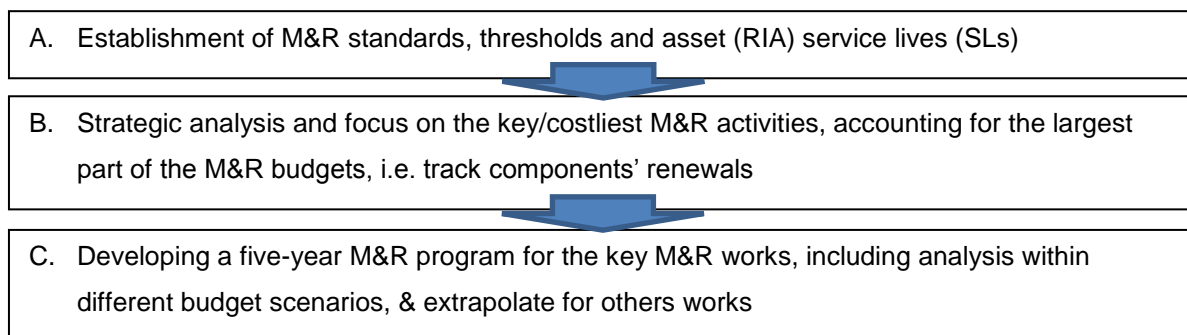 A. Establishment of M&R standards, thresholds and asset (RIA) service lives (SLs)
B. Strategic analysis and focus on the key/costliest M&R activities, accounting for the largest
part of the M&R budgets, i.e. track components’ renewals
C. Developing a five-year M&R program for the key M&R works, including analysis within
different budget scenarios, & extrapolate for others works